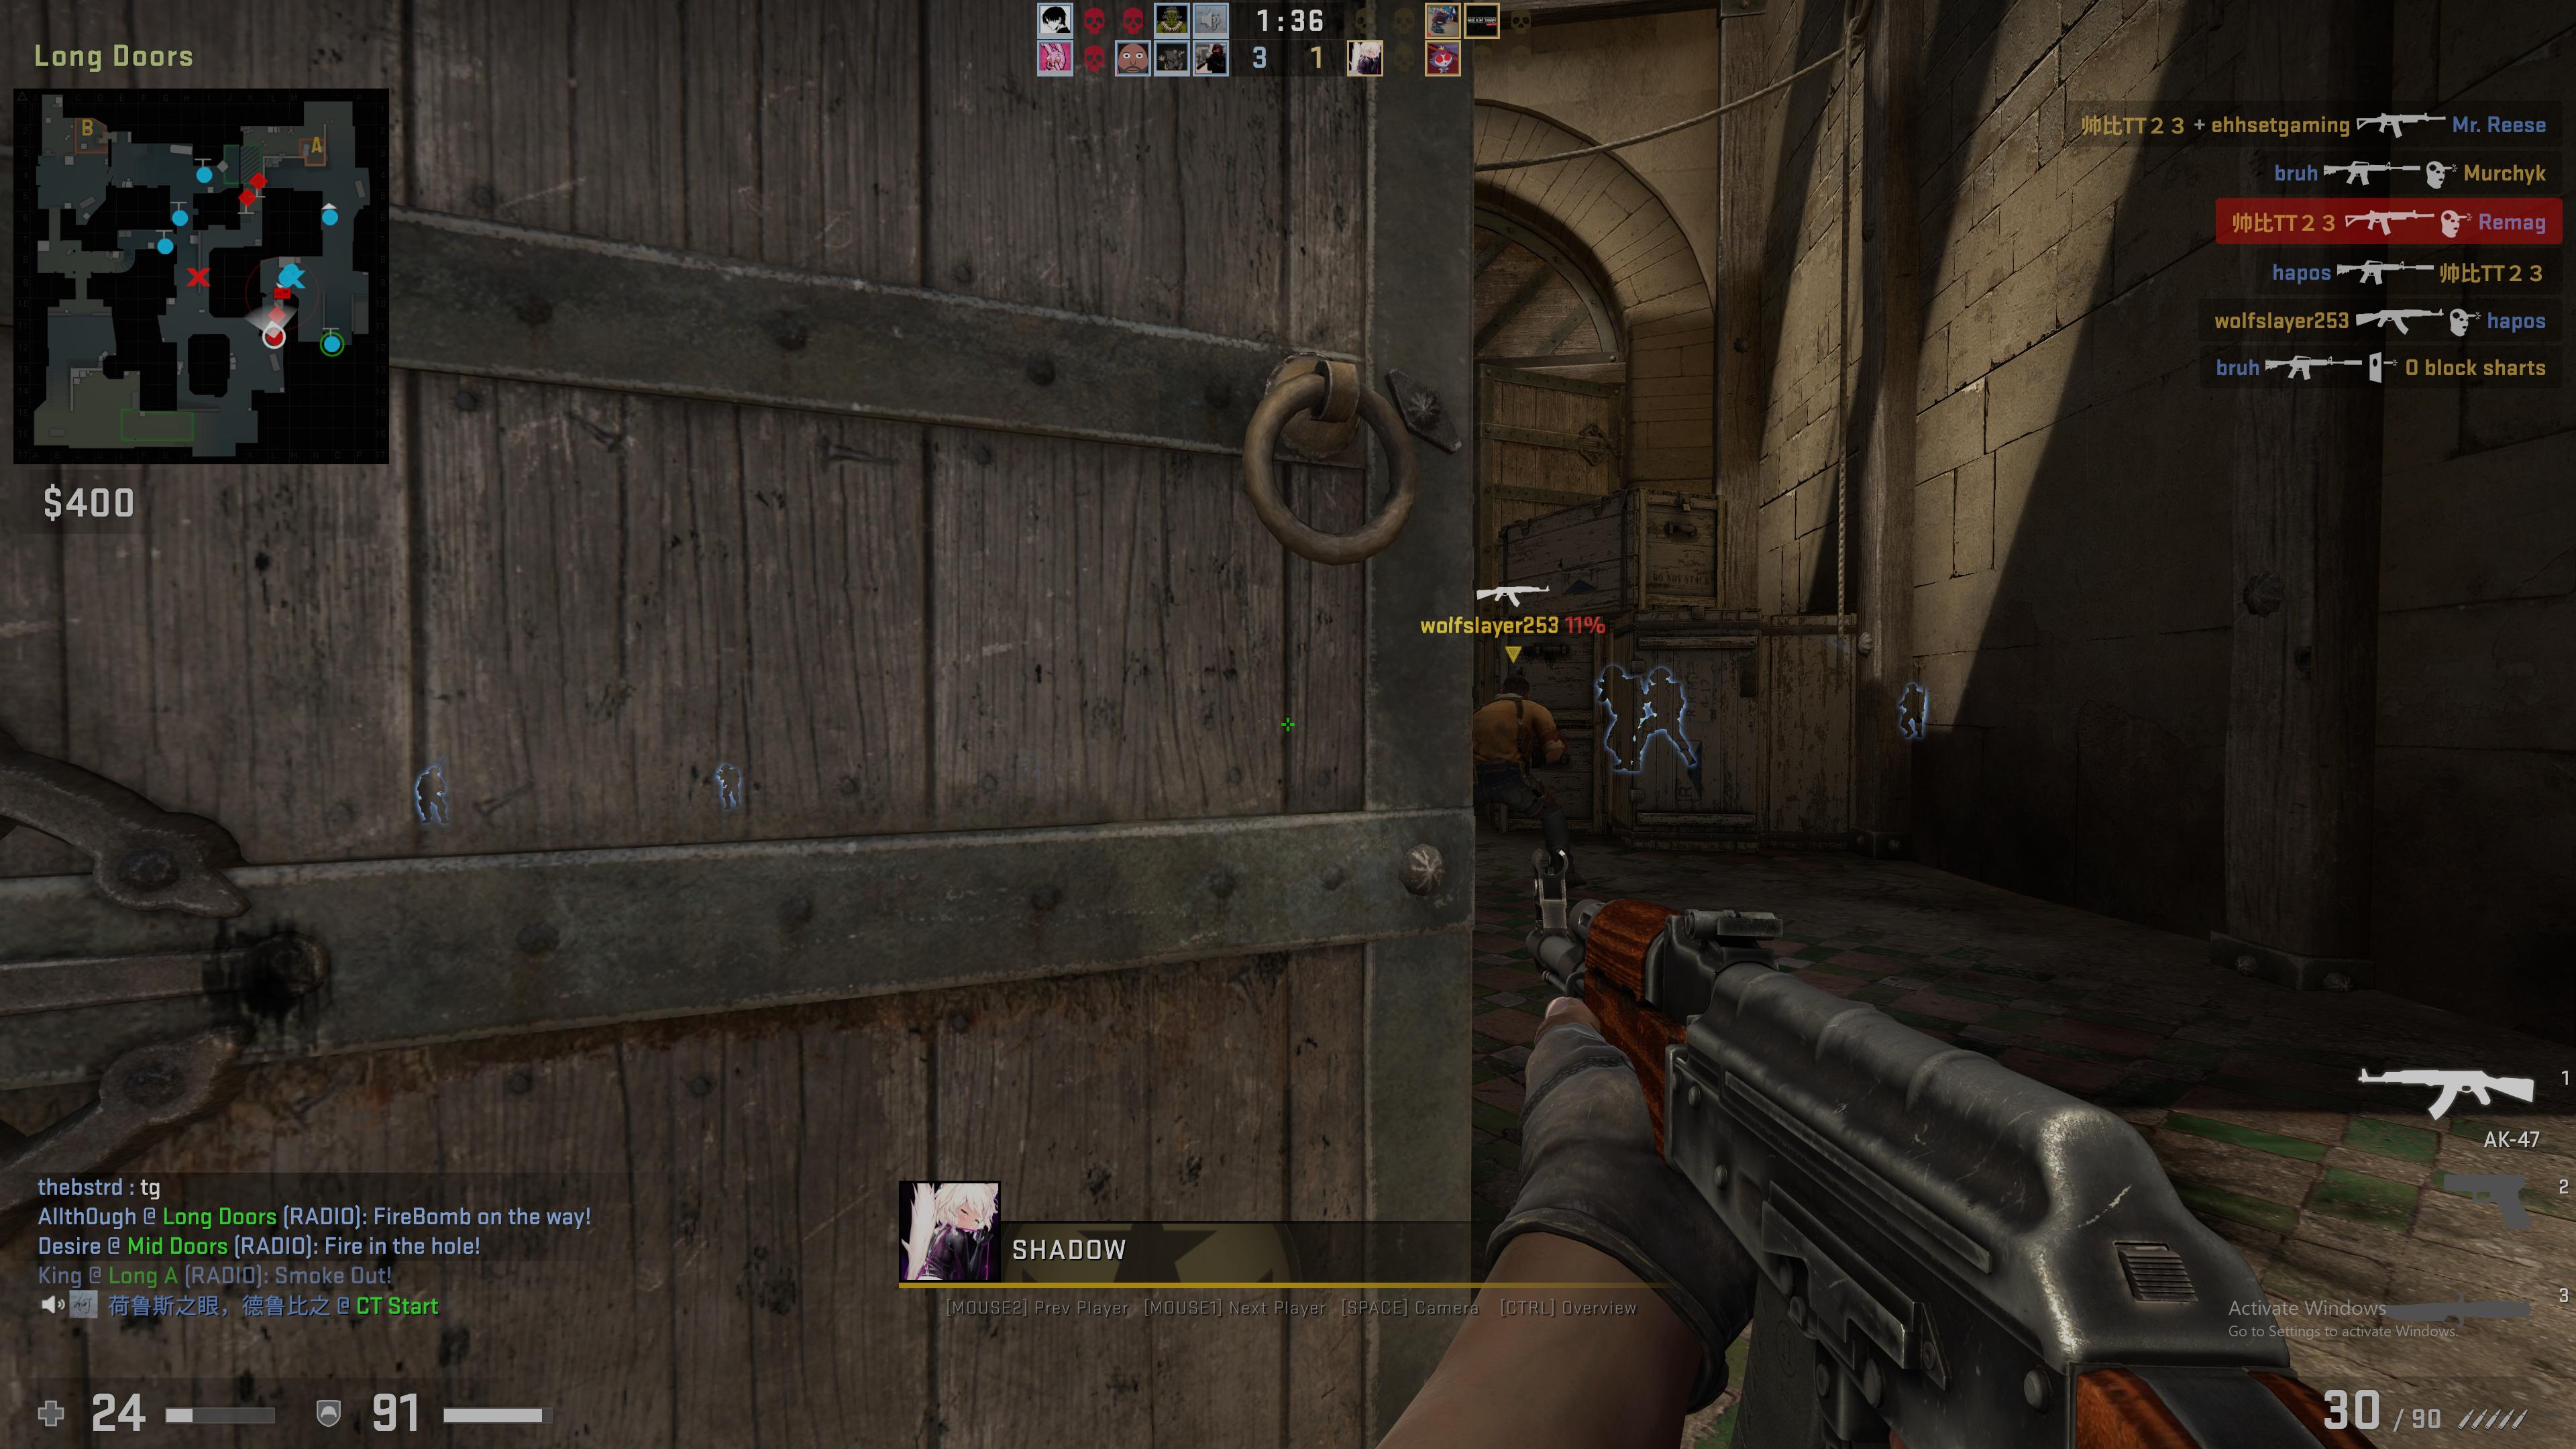 1:36
3 1
Long Doors
B
A
$400
帅比TT２３ + ehhsetgaming Mr. Reese
bruh Murchyk
帅比TT２３ Remag
hapos 帅比TT２３
wolfslayer253 hapos
bruh O block sharts
wolfslayer253 11%
AK-47
1
2
3
thebstrd : tg
AllthOugh @ Long Doors (RADIO): FireBomb on the way!
Desire @ Mid Doors (RADIO): Fire in the hole!
King @ Long A (RADIO): Smoke Out!
荷鲁斯之眼，德鲁比之 @ CT Start
SHADOW
[MOUSE2] Prev Player [MOUSE1] Next Player [SPACE] Camera [CTRL] Overview
Activate Windows
Go to Settings to activate Windows.
24 91
30 / 90